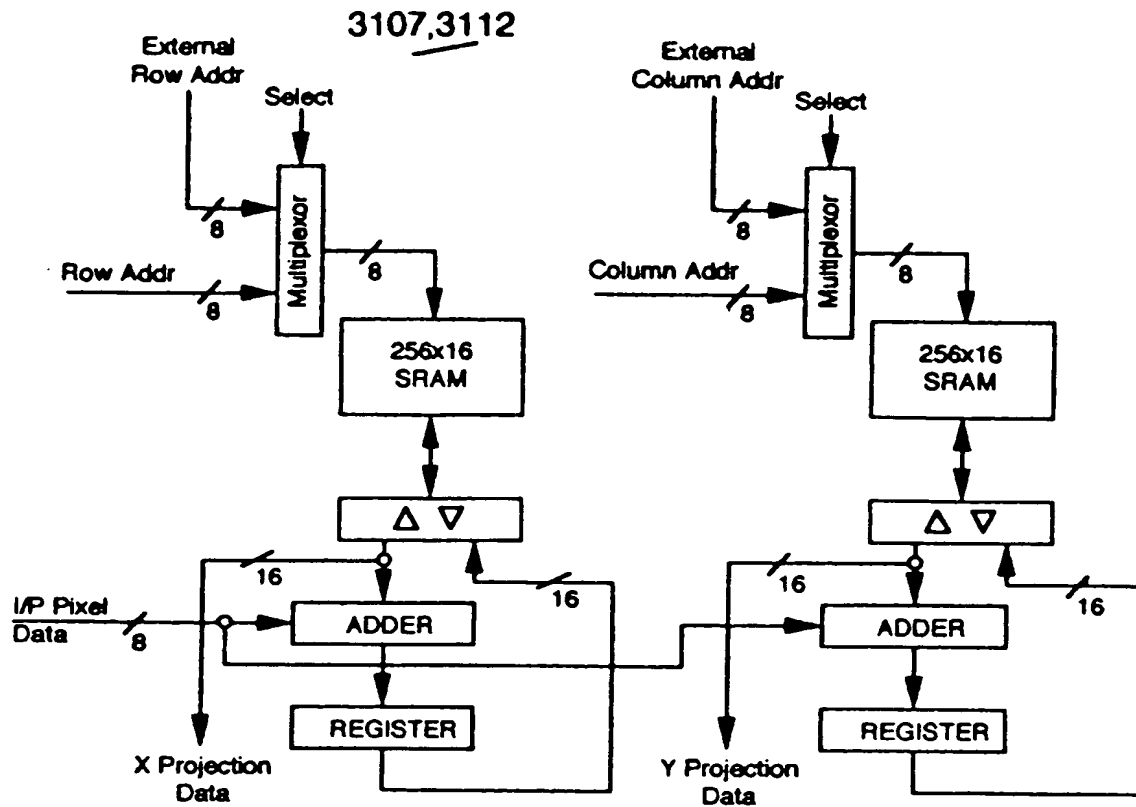 3107,3112
External
Row Addr
Select
Multiplexor
8
8
8
Row Addr
256x16
SRAM
16
16
I/P Pixel
Data
8
ADDER
REGISTER
X Projection
Data
External
Column Addr
Select
Multiplexor
8
8
8
Column Addr
256x16
SRAM
16
16
ADDER
REGISTER
Y Projection
Data